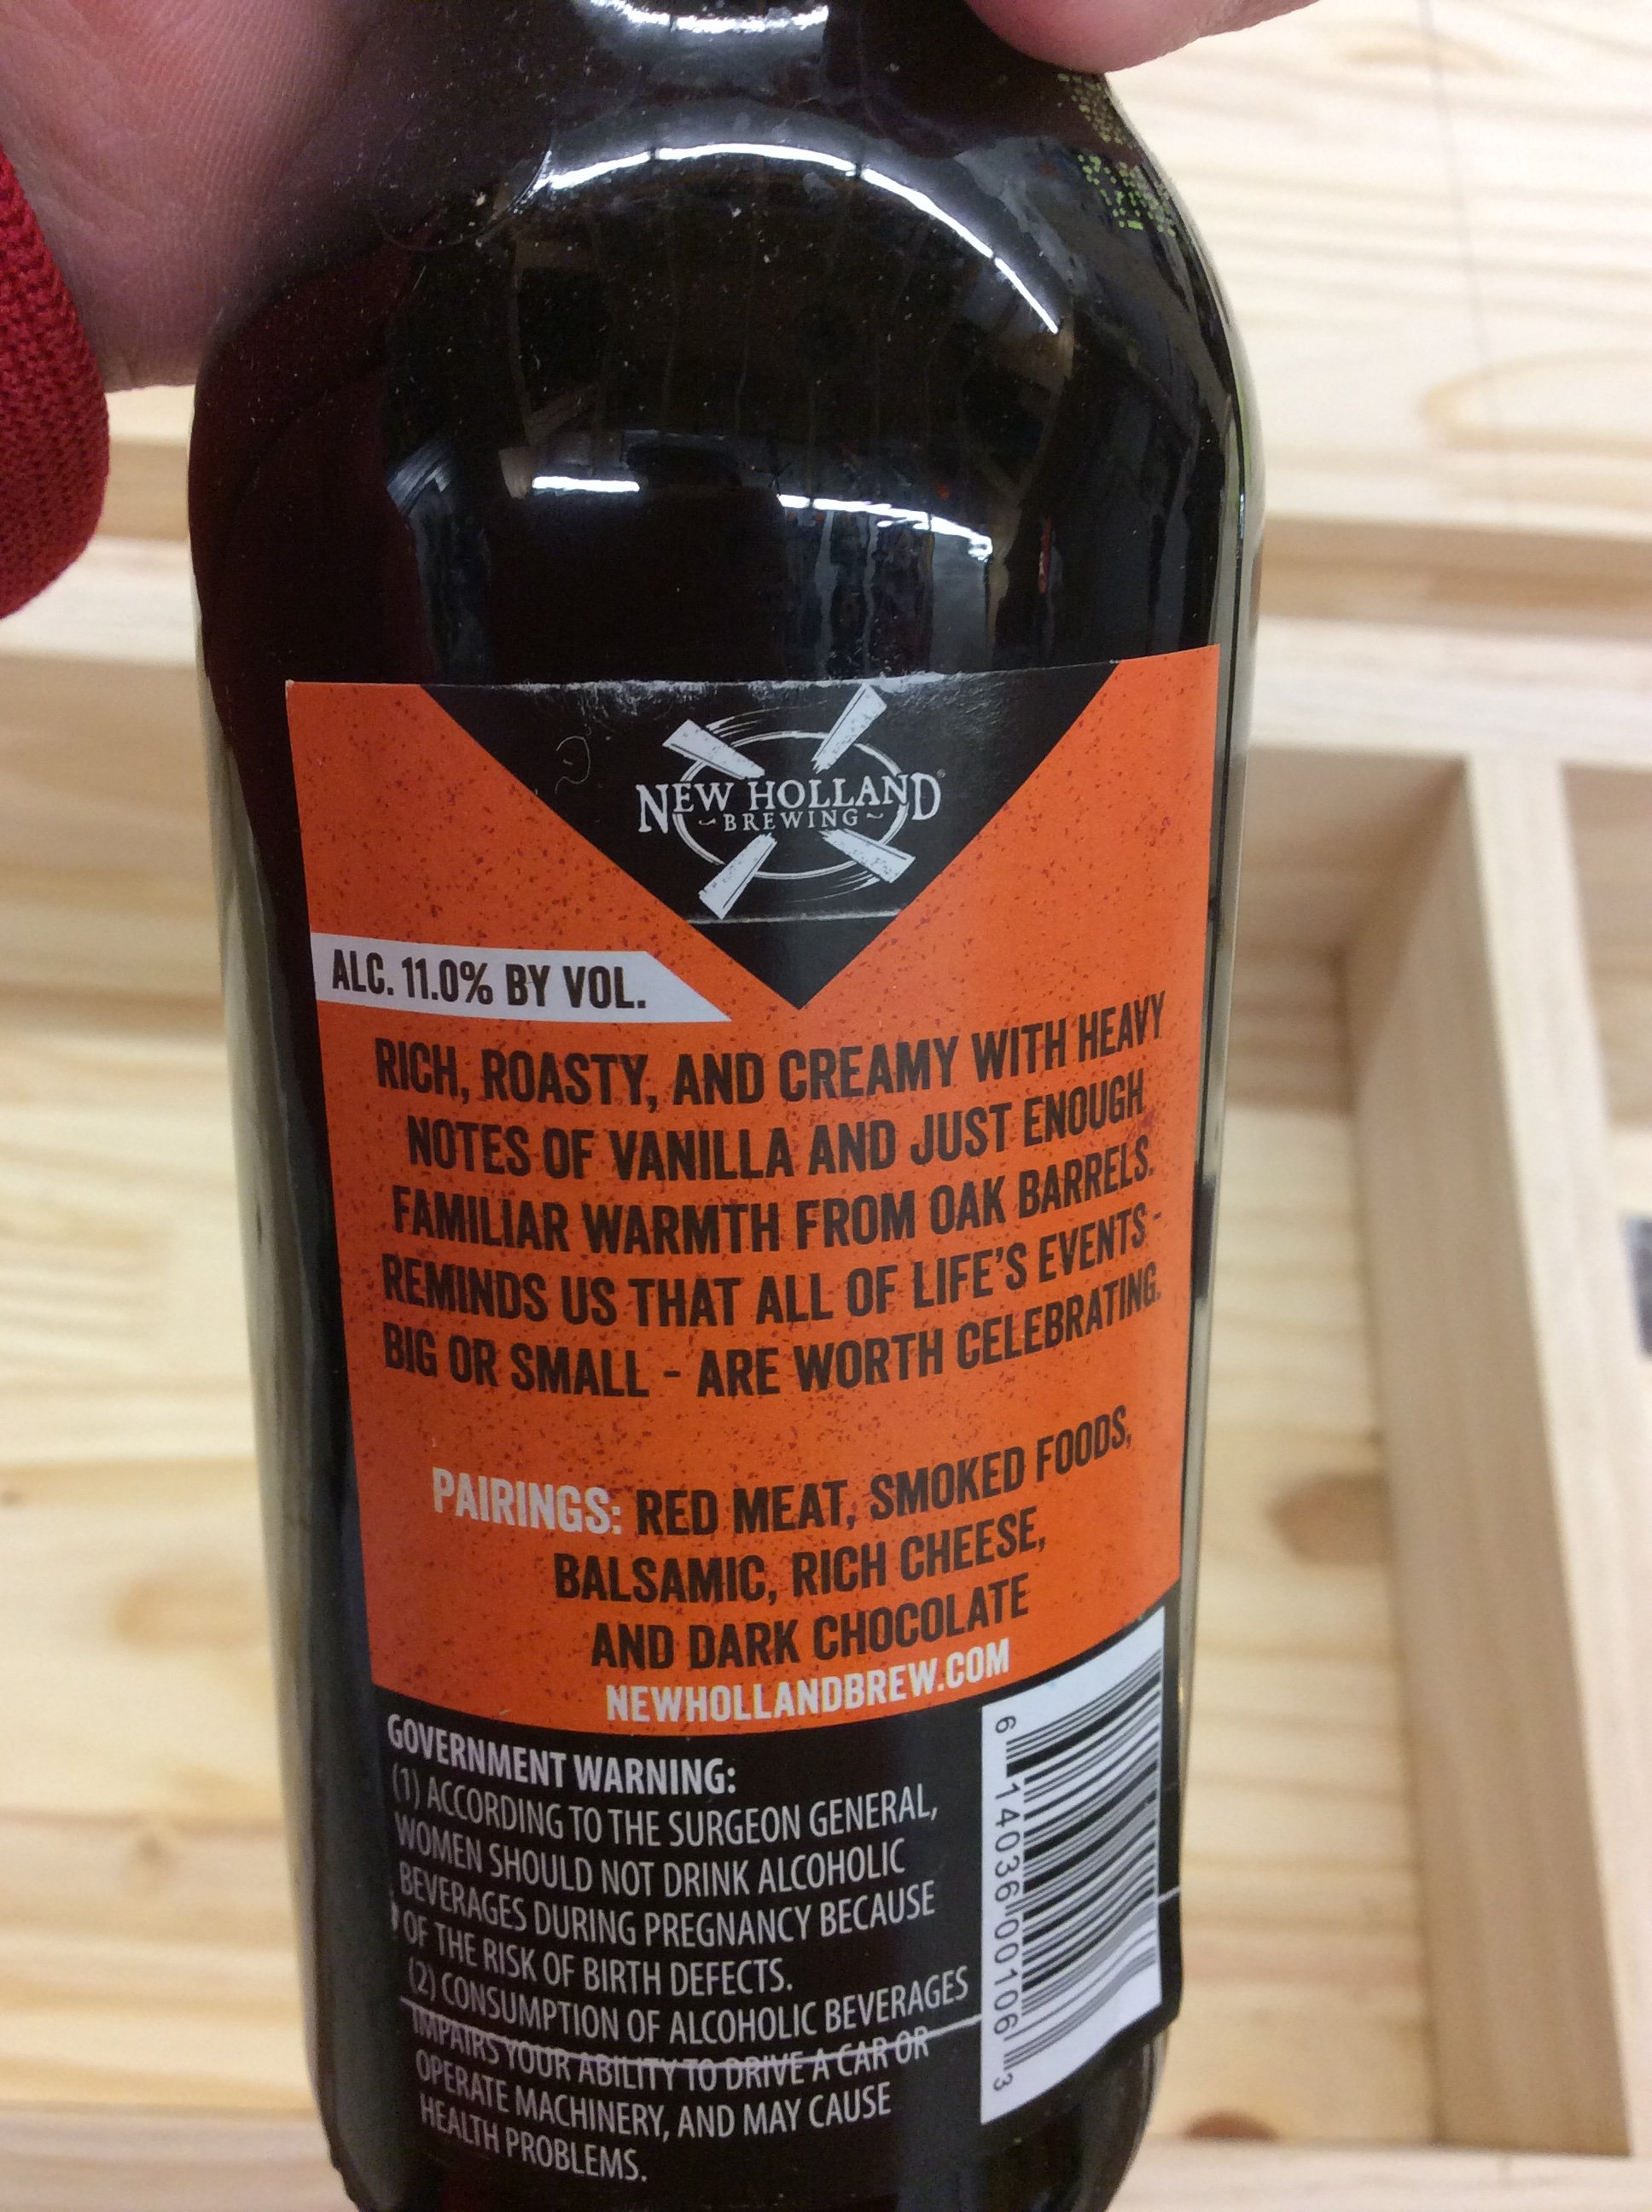 NEW HOLLAND®
~BREWING~
ALC. 11.0% BY VOL.
RICH, ROASTY, AND CREAMY WITH HEAVY
NOTES OF VANILLA AND JUST ENOUGH
FAMILIAR WARMTH FROM OAK BARRELS.
REMINDS US THAT ALL OF LIFE'S EVENTS -
BIG OR SMALL - ARE WORTH CELEBRATING.
PAIRINGS: RED MEAT, SMOKED FOODS,
BALSAMIC, RICH CHEESE,
AND DARK CHOCOLATE
NEWHOLLANDBREW.COM
GOVERNMENT WARNING:
(1) ACCORDING TO THE SURGEON GENERAL,
WOMEN SHOULD NOT DRINK ALCOHOLIC
BEVERAGES DURING PREGNANCY BECAUSE
OF THE RISK OF BIRTH DEFECTS.
(2) CONSUMPTION OF ALCOHOLIC BEVERAGES
IMPAIRS YOUR ABILITY TO DRIVE A CAR OR
OPERATE MACHINERY, AND MAY CAUSE
HEALTH PROBLEMS.
6 14036 00106 3